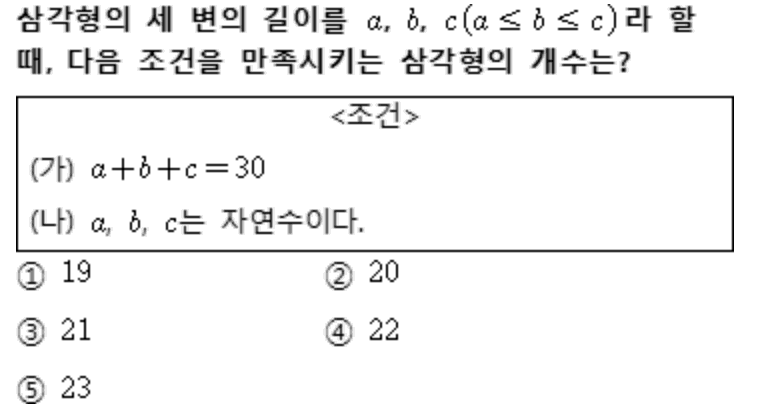 삼각형의 세 변의 길이를 a, b, c(a ≤ b ≤ c)라 할
때, 다음 조건을 만족시키는 삼각형의 개수는?
<조건>
(가) a+b+c=30
(나) a, b, c는 자연수이다.
① 19 ② 20
③ 21 ④ 22
⑤ 23